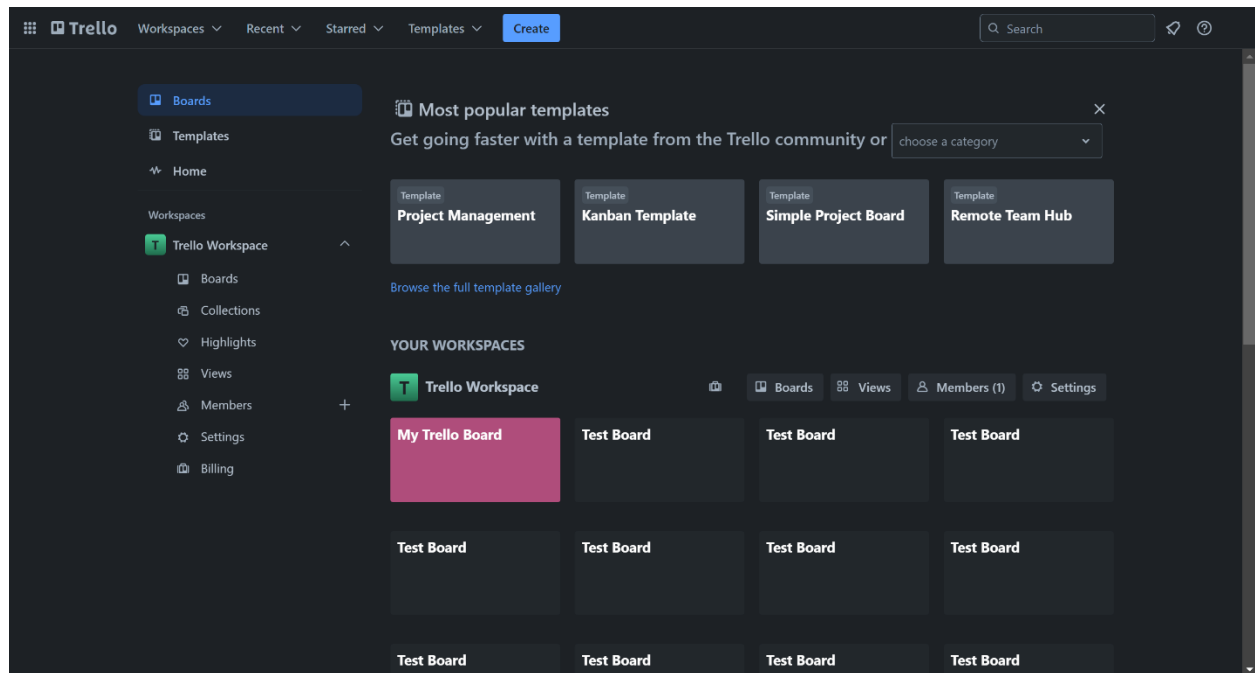 Trello
Workspaces
Recent
Starred
Templates
Create
Search
Boards
Templates
Home
Workspaces
T Trello Workspace
Boards
Collections
Highlights
Views
Members
Settings
Billing
Most popular templates
Get going faster with a template from the Trello community or choose a category
Template
Project Management
Template
Kanban Template
Template
Simple Project Board
Template
Remote Team Hub
Browse the full template gallery
YOUR WORKSPACES
T Trello Workspace
Boards
Views
Members (1)
Settings
My Trello Board
Test Board
Test Board
Test Board
Test Board
Test Board
Test Board
Test Board
Test Board
Test Board
Test Board
Test Board